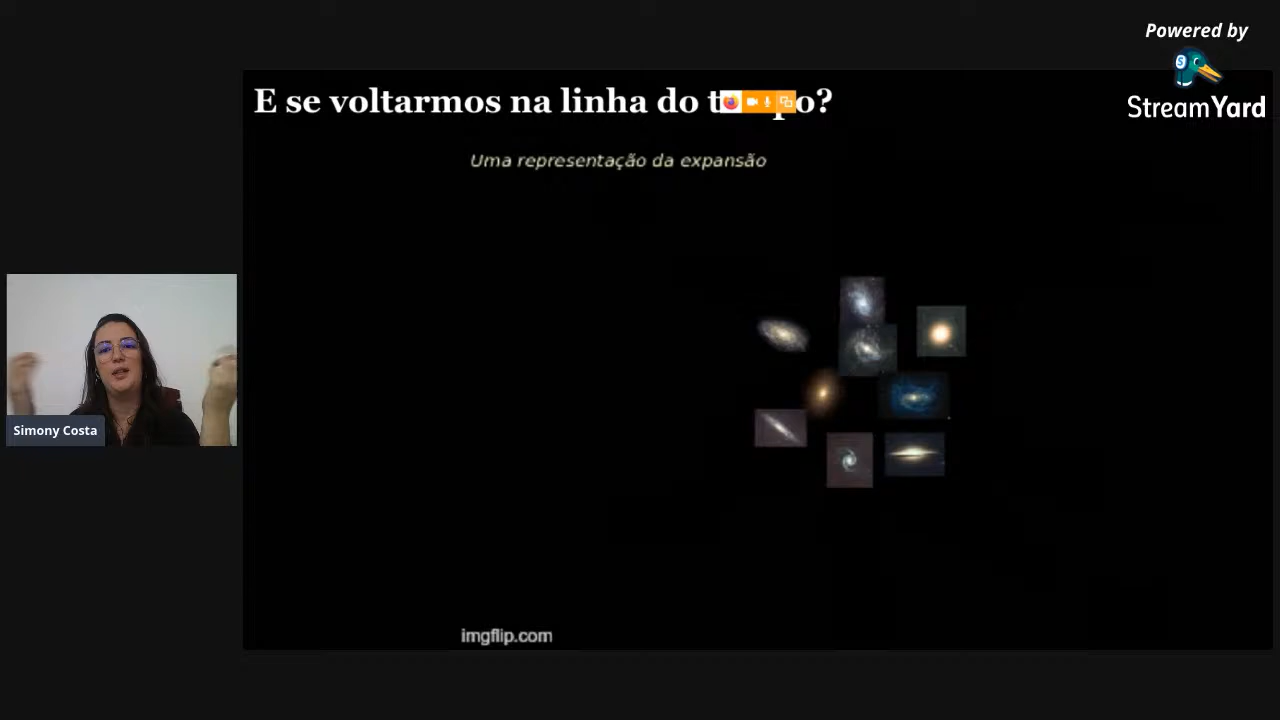 Powered by
StreamYard
E se voltarmos na linha do
Uma representação da expansão
Simony Costa
imgflip.com